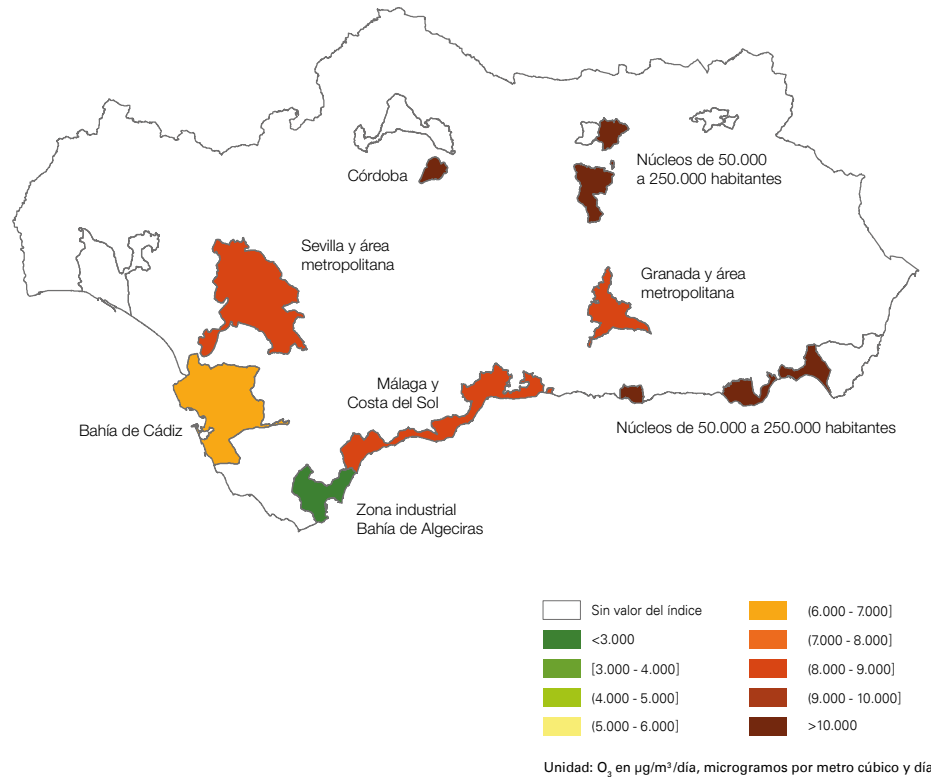 Córdoba
Núcleos de 50.000
a 250.000 habitantes
Sevilla y área
metropolitana
Granada y área
metropolitana
Málaga y
Costa del Sol
Bahía de Cádiz
Núcleos de 50.000 a 250.000 habitantes
Zona industrial
Bahía de Algeciras
Sin valor del índice
<3.000
[3.000 - 4.000]
(4.000 - 5.000]
(5.000 - 6.000]
(6.000 - 7.000]
(7.000 - 8.000]
(8.000 - 9.000]
(9.000 - 10.000]
>10.000
Unidad: O₃ en µg/m³/día, microgramos por metro cúbico y día